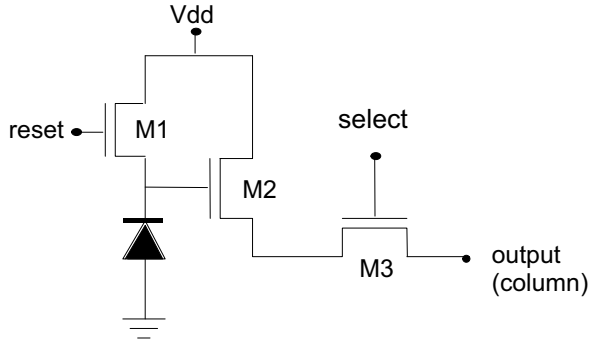 Vdd
reset
M1
select
M2
M3
output
(column)